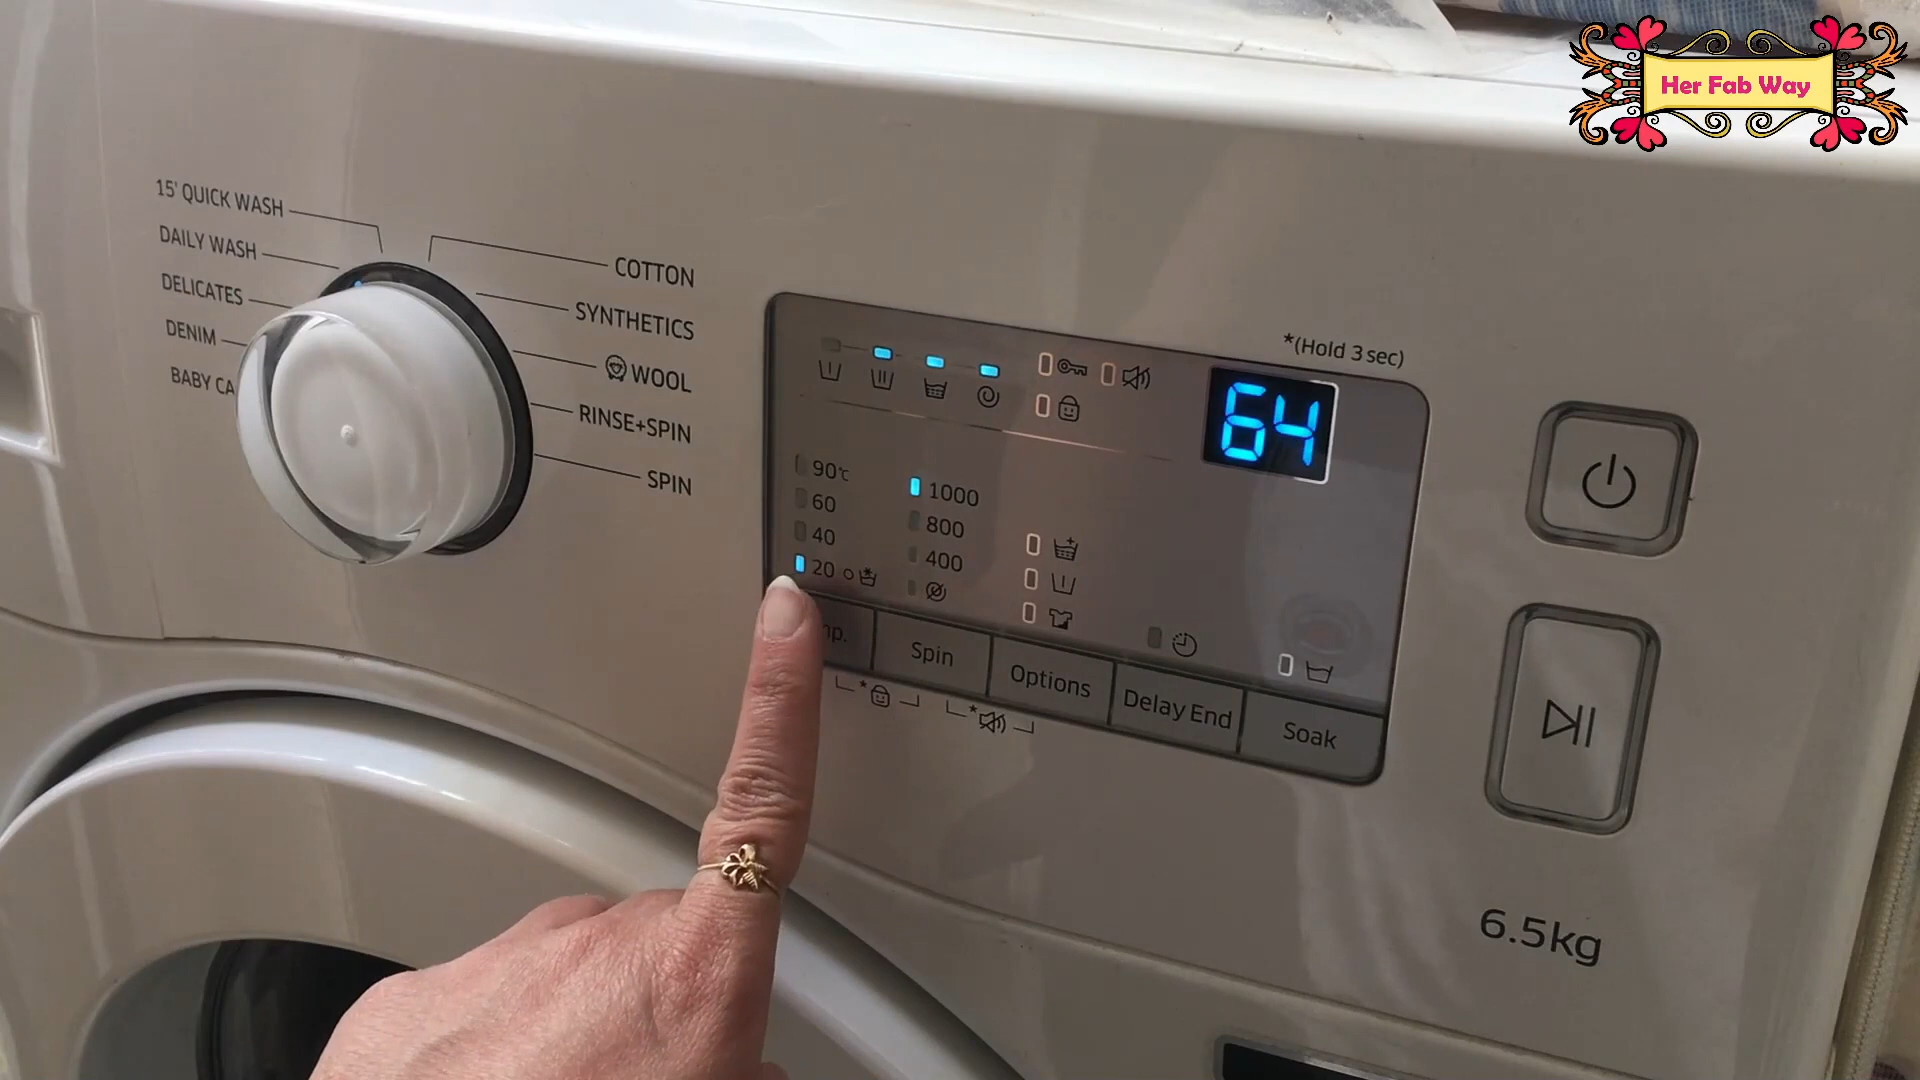 Her Fab Way
15' QUICK WASH
DAILY WASH
DELICATES
DENIM
BABY CA
COTTON
SYNTHETICS
WOOL
RINSE+SPIN
SPIN
*(Hold 3 sec)
64
90°c
60
40
20
1000
800
400
mp.
Spin
Options
Delay End
Soak
*
*
6.5kg